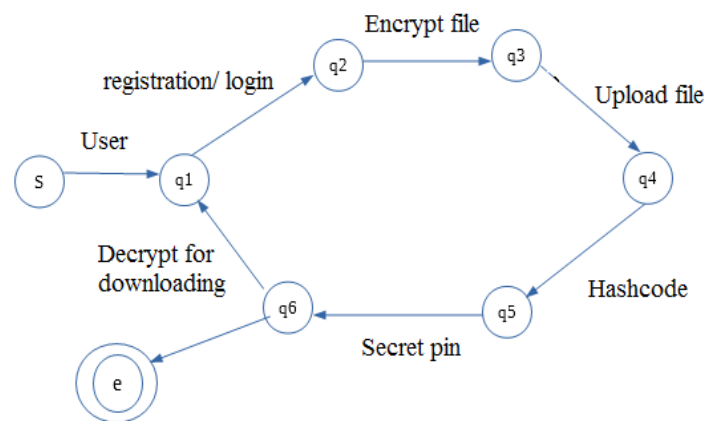 Encrypt file
q2
q3
registration/ login
Upload file
User
S
q1
q4
Decrypt for
downloading
Hashcode
q6
q5
Secret pin
e